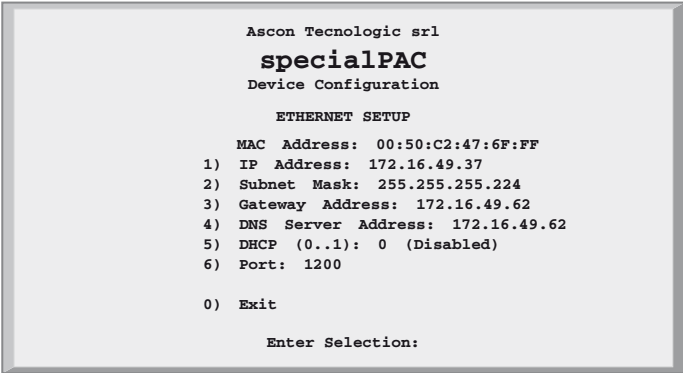 Ascon Tecnologic srl
specialPAC
Device Configuration
ETHERNET SETUP
MAC Address: 00:50:C2:47:6F:FF
1) IP Address: 172.16.49.37
2) Subnet Mask: 255.255.255.224
3) Gateway Address: 172.16.49.62
4) DNS Server Address: 172.16.49.62
5) DHCP (0..1): 0 (Disabled)
6) Port: 1200
0) Exit
Enter Selection: